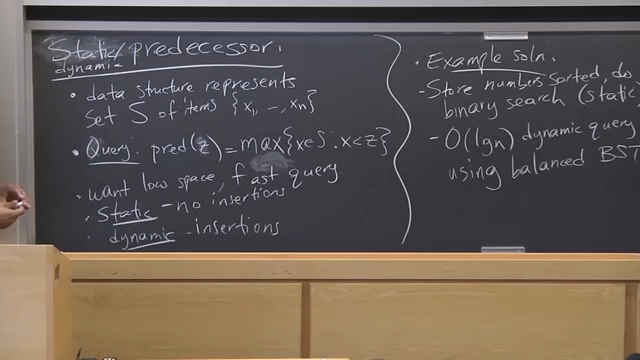 Static/predecessor.
dynamic
• data structure represents
set S of items {x₁, -, xₙ}
• Query: pred(z) = max{x∈S : x<z}
• want low space, fast query.
• Static - no insertions
• dynamic - insertions
• Example soln.
- Store numbers sorted, do
binary search (static
- O(lgn) dynamic query
using balanced BST